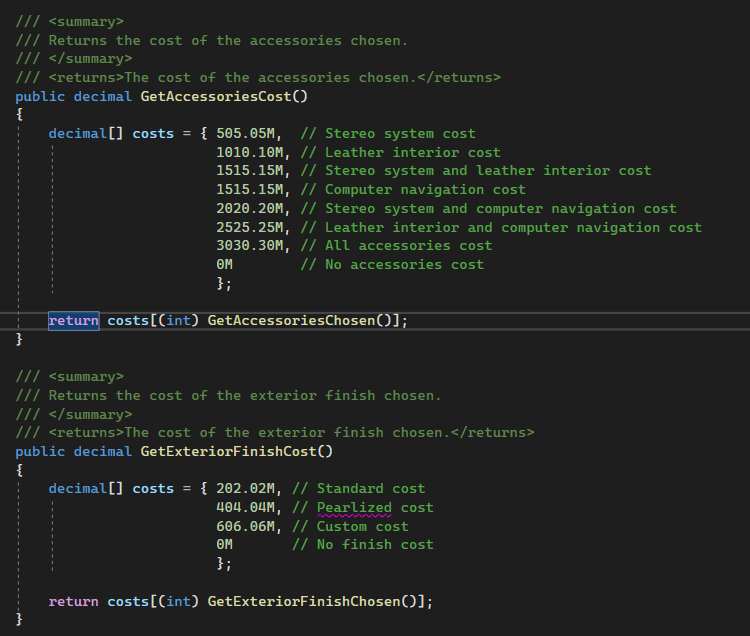 /// <summary>
/// Returns the cost of the accessories chosen.
/// </summary>
/// <returns>The cost of the accessories chosen.</returns>
public decimal GetAccessoriesCost()
{
    decimal[] costs = { 505.05M,  // Stereo system cost
                        1010.10M, // Leather interior cost
                        1515.15M, // Stereo system and leather interior cost
                        1515.15M, // Computer navigation cost
                        2020.20M, // Stereo system and computer navigation cost
                        2525.25M, // Leather interior and computer navigation cost
                        3030.30M, // All accessories cost
                        0M        // No accessories cost
                        };

    return costs[(int) GetAccessoriesChosen()];
}

/// <summary>
/// Returns the cost of the exterior finish chosen.
/// </summary>
/// <returns>The cost of the exterior finish chosen.</returns>
public decimal GetExteriorFinishCost()
{
    decimal[] costs = { 202.02M, // Standard cost
                        404.04M, // Pearlized cost
                        606.06M, // Custom cost
                        0M       // No finish cost
                        };

    return costs[(int) GetExteriorFinishChosen()];
}